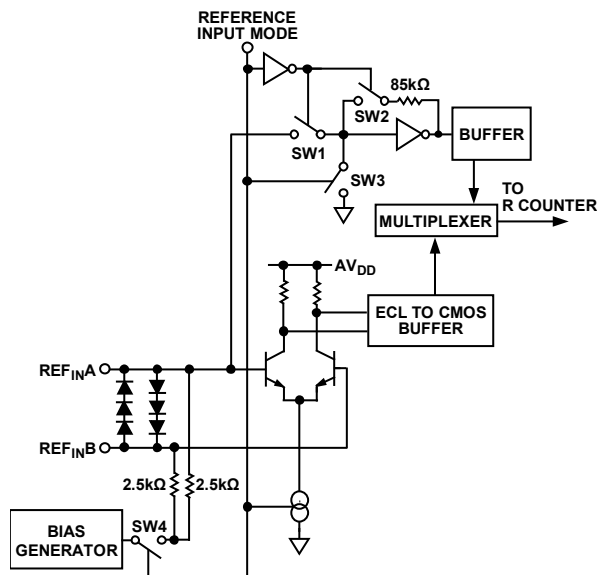 REFERENCE
INPUT MODE
85kΩ
SW2
BUFFER
SW1
SW3
TO
R COUNTER
MULTIPLEXER
AVDD
ECL TO CMOS
BUFFER
REFINA
REFINB
2.5kΩ
2.5kΩ
BIAS
GENERATOR
SW4